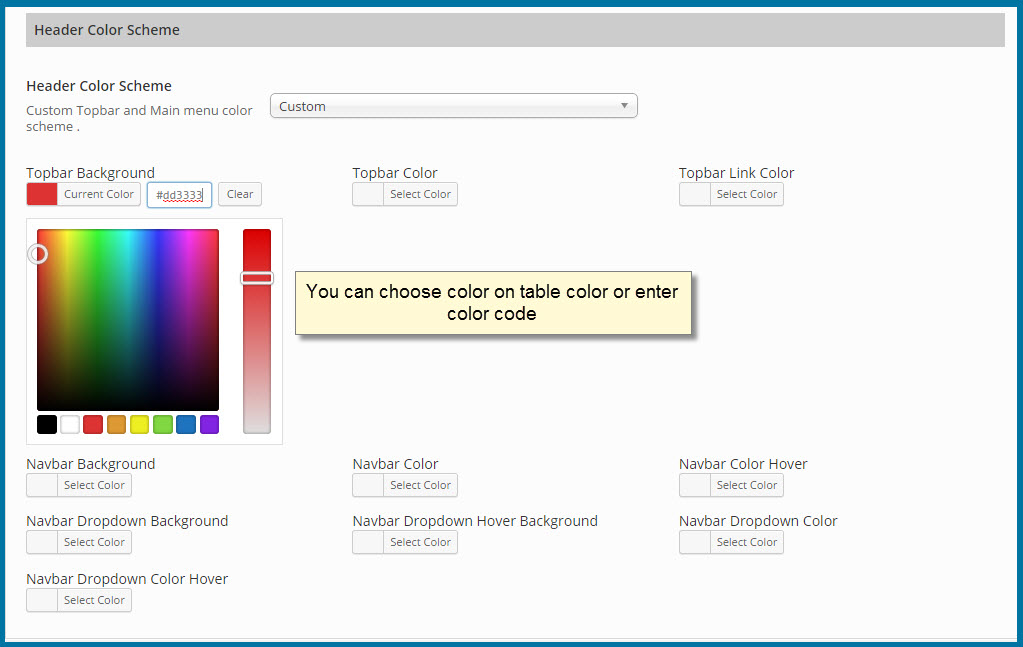 Header Color Scheme
Header Color Scheme
Custom Topbar and Main menu color
scheme .
Custom
Topbar Background
Topbar Color
Topbar Link Color
Current Color
#dd3333
Clear
Select Color
Select Color
You can choose color on table color or enter
color code
Navbar Background
Navbar Color
Navbar Color Hover
Select Color
Select Color
Select Color
Navbar Dropdown Background
Navbar Dropdown Hover Background
Navbar Dropdown Color
Select Color
Select Color
Select Color
Navbar Dropdown Color Hover
Select Color